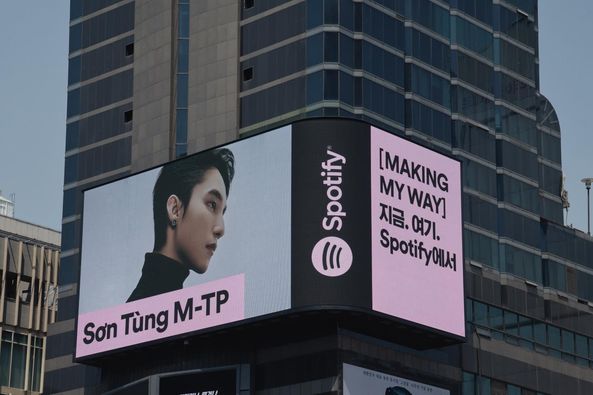 Sơn Tùng M-TP
Spotify
[MAKING
MY WAY]
지금. 여기.
Spotify에서